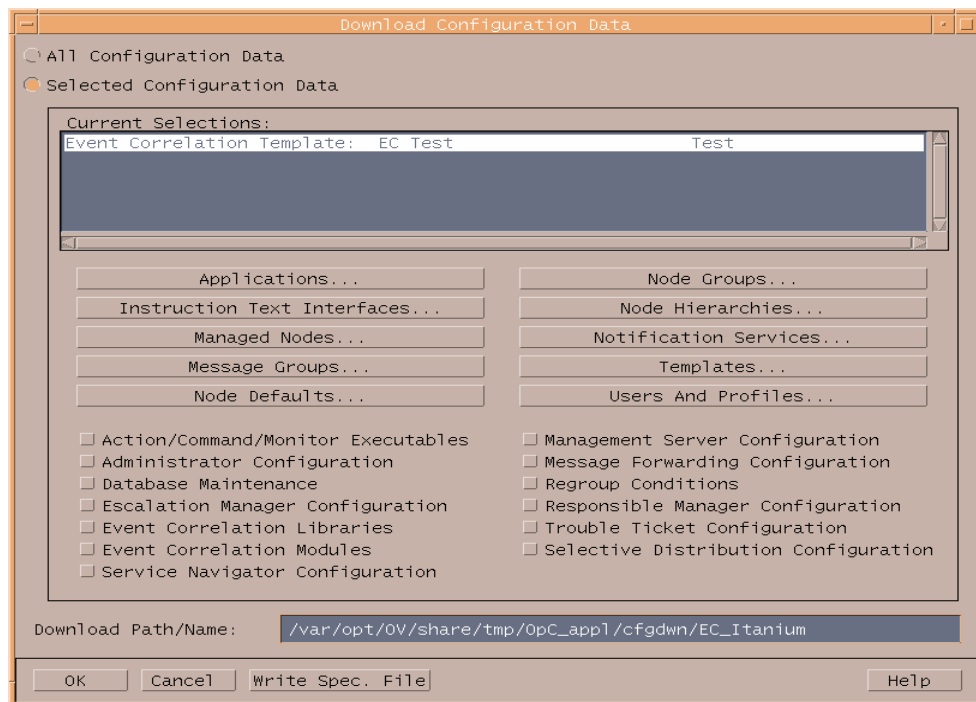 Download Configuration Data
All Configuration Data
Selected Configuration Data
Current Selections:
Event Correlation Template: EC Test Test
Applications... Node Groups...
Instruction Text Interfaces... Node Hierarchies...
Managed Nodes... Notification Services...
Message Groups... Templates...
Node Defaults... Users And Profiles...
Action/Command/Monitor Executables Management Server Configuration
Administrator Configuration Message Forwarding Configuration
Database Maintenance Regroup Conditions
Escalation Manager Configuration Responsible Manager Configuration
Event Correlation Libraries Trouble Ticket Configuration
Event Correlation Modules Selective Distribution Configuration
Service Navigator Configuration
Download Path/Name: /var/opt/OV/share/tmp/OpC_appl/cfgdwn/EC_Itanium
OK Cancel Write Spec. File Help